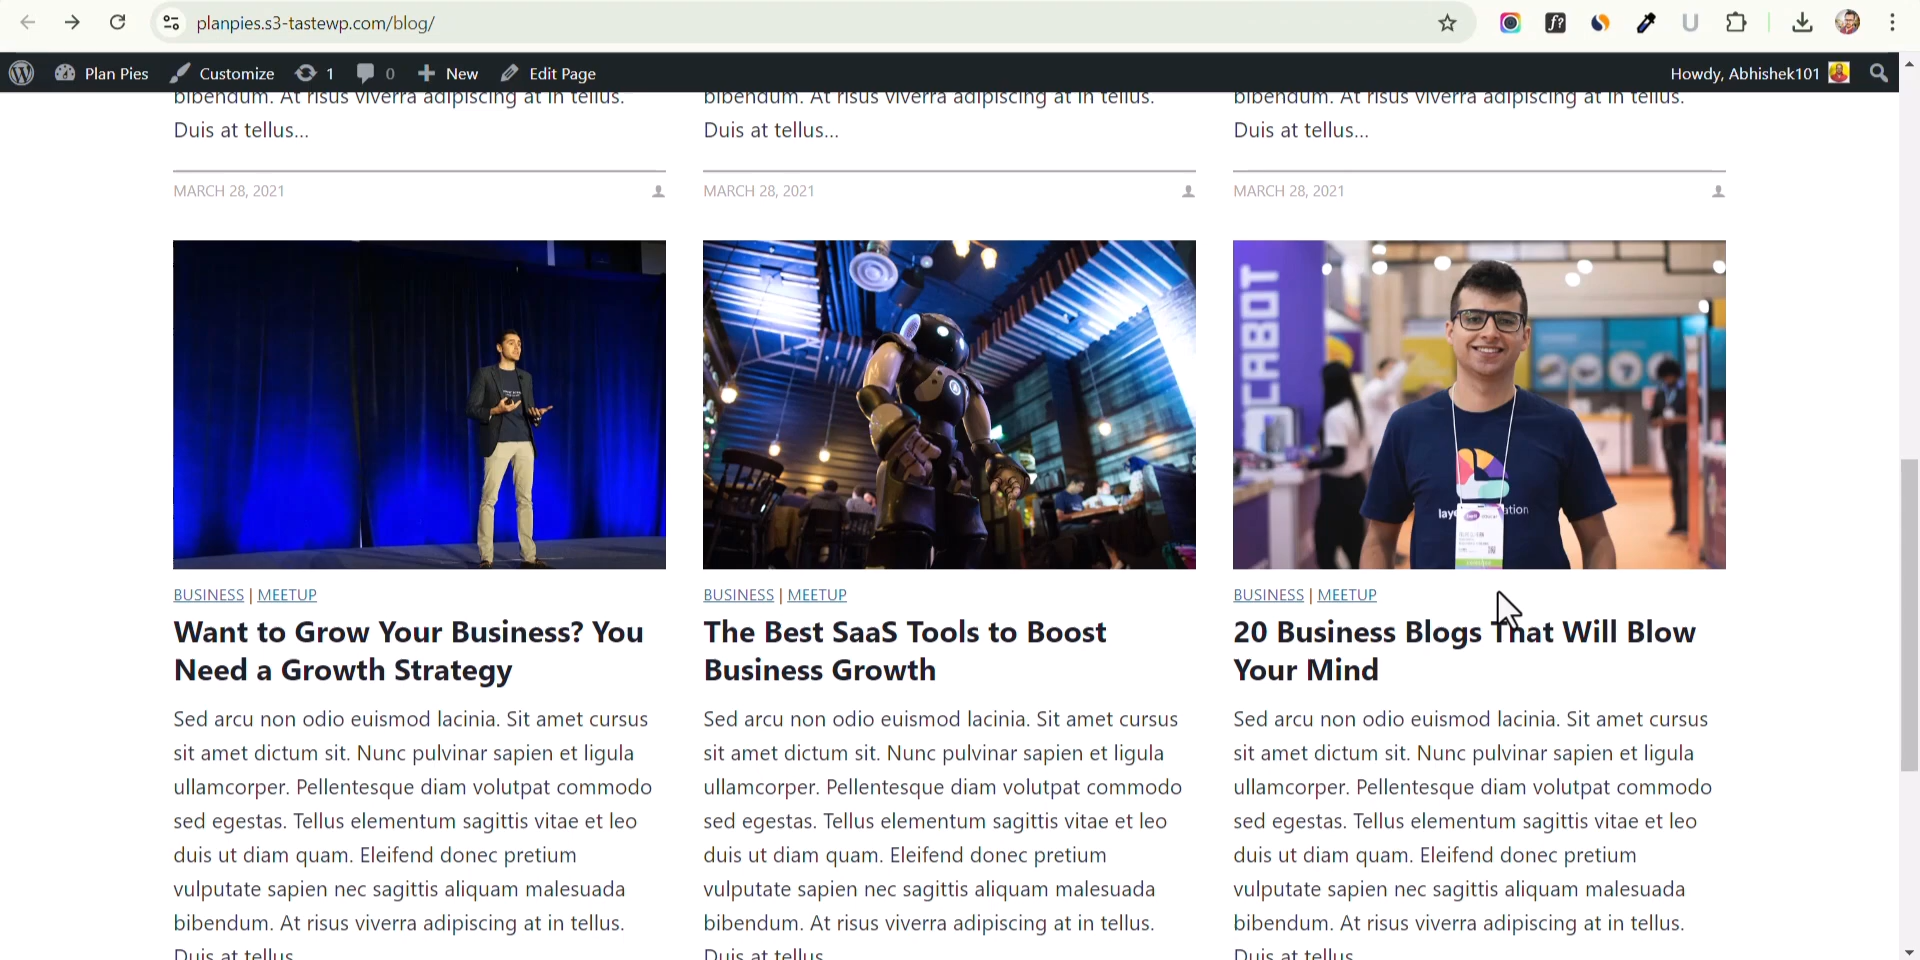 planpies.s3-tastewp.com/blog/
Plan Pies Customize 1 0 New Edit Page Howdy, Abhishek101
bibendum. At risus viverra adipiscing at in tellus.
Duis at tellus...
MARCH 28, 2021
bibendum. At risus viverra adipiscing at in tellus.
Duis at tellus...
MARCH 28, 2021
bibendum. At risus viverra adipiscing at in tellus.
Duis at tellus...
MARCH 28, 2021
BUSINESS | MEETUP
Want to Grow Your Business? You
Need a Growth Strategy
Sed arcu non odio euismod lacinia. Sit amet cursus
sit amet dictum sit. Nunc pulvinar sapien et ligula
ullamcorper. Pellentesque diam volutpat commodo
sed egestas. Tellus elementum sagittis vitae et leo
duis ut diam quam. Eleifend donec pretium
vulputate sapien nec sagittis aliquam malesuada
bibendum. At risus viverra adipiscing at in tellus.
Duis at tellus
BUSINESS | MEETUP
The Best SaaS Tools to Boost
Business Growth
Sed arcu non odio euismod lacinia. Sit amet cursus
sit amet dictum sit. Nunc pulvinar sapien et ligula
ullamcorper. Pellentesque diam volutpat commodo
sed egestas. Tellus elementum sagittis vitae et leo
duis ut diam quam. Eleifend donec pretium
vulputate sapien nec sagittis aliquam malesuada
bibendum. At risus viverra adipiscing at in tellus.
Duis at tellus
CABOT
BUSINESS | MEETUP
20 Business Blogs That Will Blow
Your Mind
Sed arcu non odio euismod lacinia. Sit amet cursus
sit amet dictum sit. Nunc pulvinar sapien et ligula
ullamcorper. Pellentesque diam volutpat commodo
sed egestas. Tellus elementum sagittis vitae et leo
duis ut diam quam. Eleifend donec pretium
vulputate sapien nec sagittis aliquam malesuada
bibendum. At risus viverra adipiscing at in tellus.
Duis at tellus